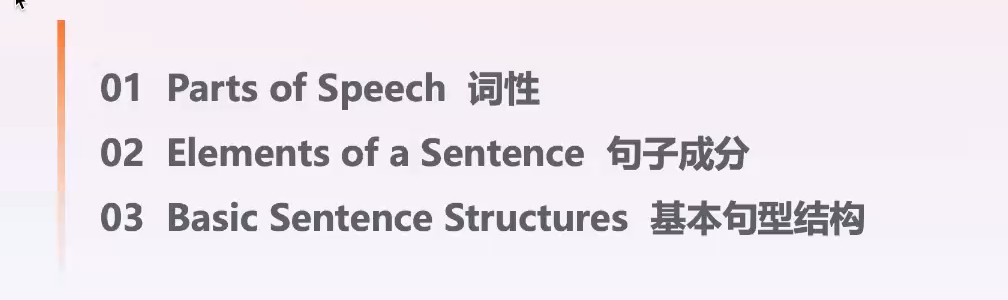 01 Parts of Speech 词性
02 Elements of a Sentence 句子成分
03 Basic Sentence Structures 基本句型结构